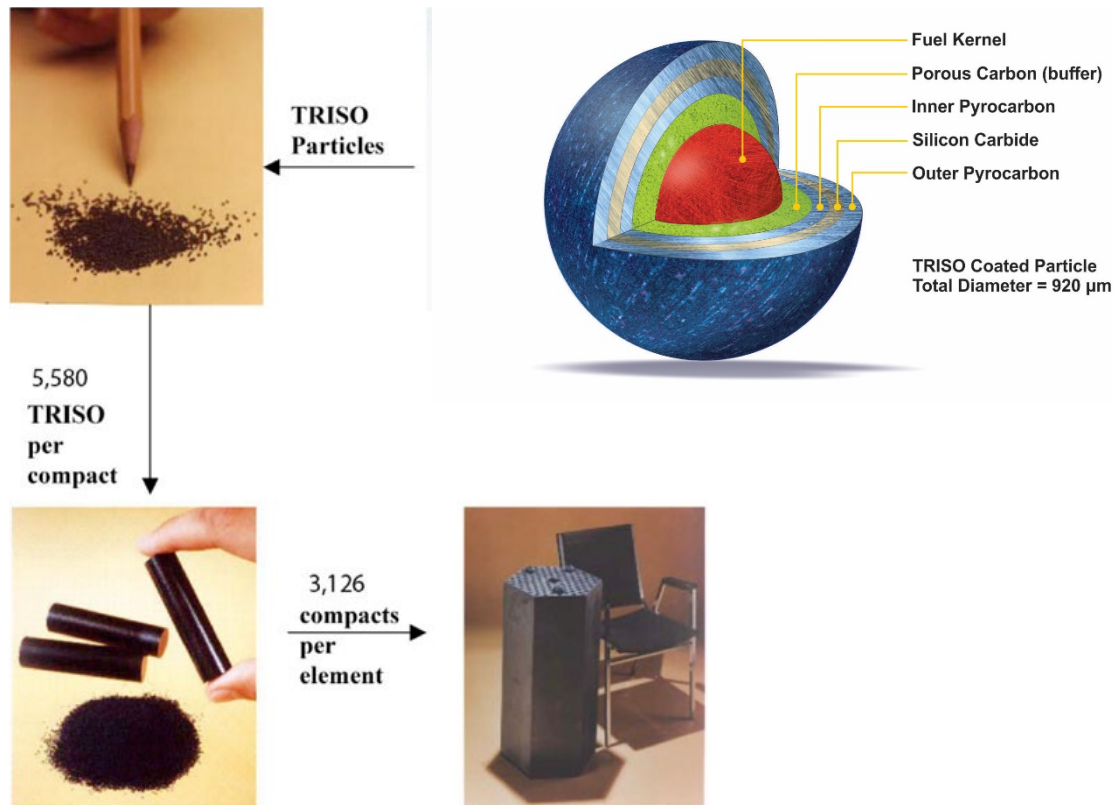 TRISO
Particles
Fuel Kernel
Porous Carbon (buffer)
Inner Pyrocarbon
Silicon Carbide
Outer Pyrocarbon
TRISO Coated Particle
Total Diameter = 920 µm
5,580
TRISO
per
compact
3,126
compacts
per
element